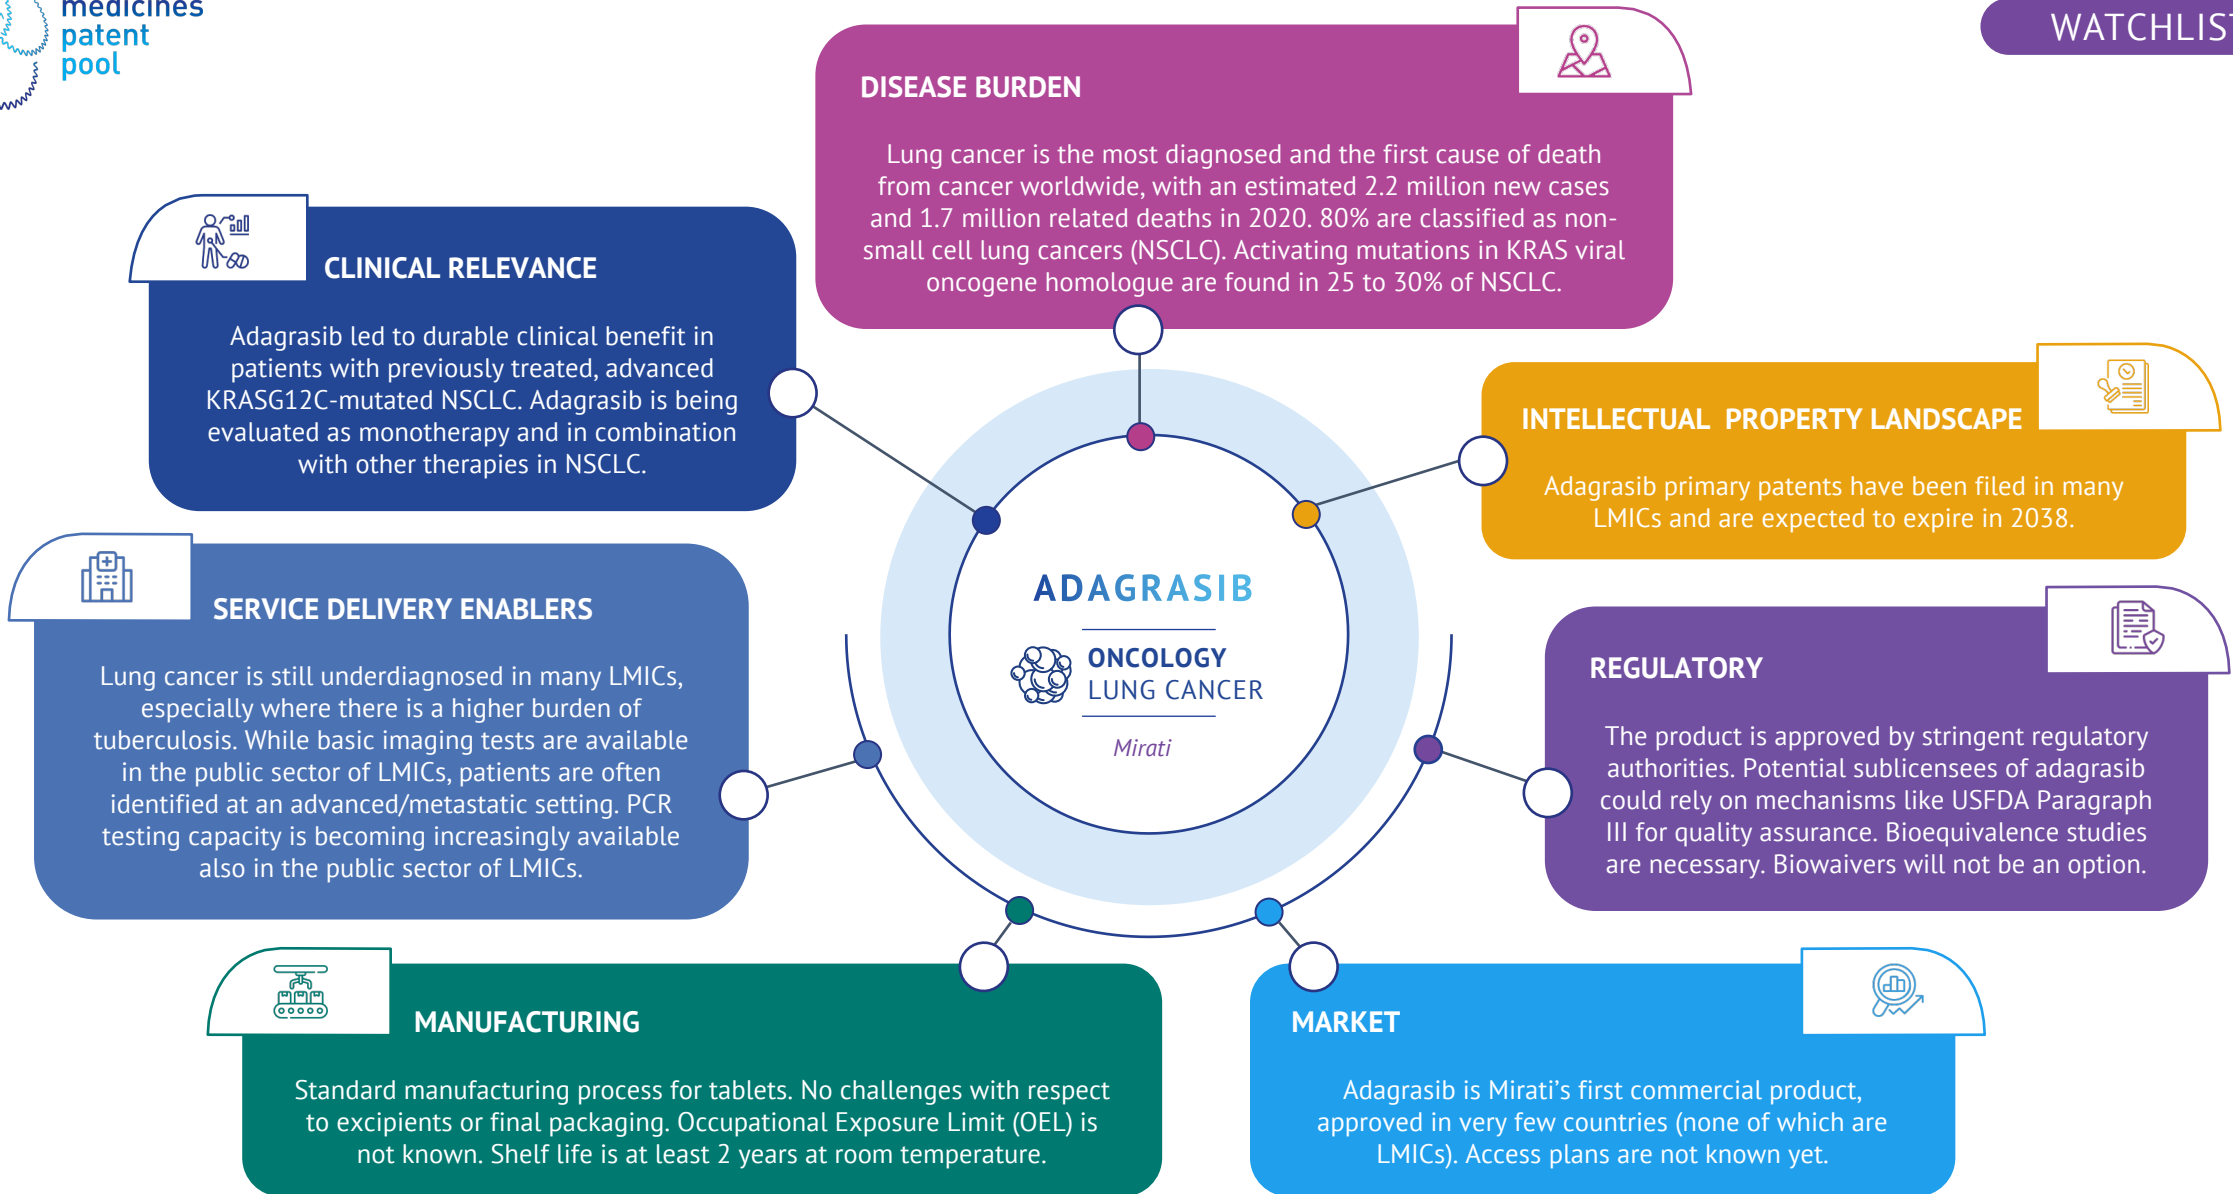 medicines
patent
pool
WATCHLIST
DISEASE BURDEN
Lung cancer is the most diagnosed and the first cause of death
from cancer worldwide, with an estimated 2.2 million new cases
and 1.7 million related deaths in 2020. 80% are classified as non-
small cell lung cancers (NSCLC). Activating mutations in KRAS viral
oncogene homologue are found in 25 to 30% of NSCLC.
CLINICAL RELEVANCE
Adagrasib led to durable clinical benefit in
patients with previously treated, advanced
KRASG12C-mutated NSCLC. Adagrasib is being
evaluated as monotherapy and in combination
with other therapies in NSCLC.
INTELLECTUAL PROPERTY LANDSCAPE
Adagrasib primary patents have been filed in many
LMICs and are expected to expire in 2038.
ADAGRASIB
ONCOLOGY
LUNG CANCER
Mirati
SERVICE DELIVERY ENABLERS
Lung cancer is still underdiagnosed in many LMICs,
especially where there is a higher burden of
tuberculosis. While basic imaging tests are available
in the public sector of LMICs, patients are often
identified at an advanced/metastatic setting. PCR
testing capacity is becoming increasingly available
also in the public sector of LMICs.
REGULATORY
The product is approved by stringent regulatory
authorities. Potential sublicensees of adagrasib
could rely on mechanisms like USFDA Paragraph
III for quality assurance. Bioequivalence studies
are necessary. Biowaivers will not be an option.
MANUFACTURING
Standard manufacturing process for tablets. No challenges with respect
to excipients or final packaging. Occupational Exposure Limit (OEL) is
not known. Shelf life is at least 2 years at room temperature.
MARKET
Adagrasib is Mirati’s first commercial product,
approved in very few countries (none of which are
LMICs). Access plans are not known yet.